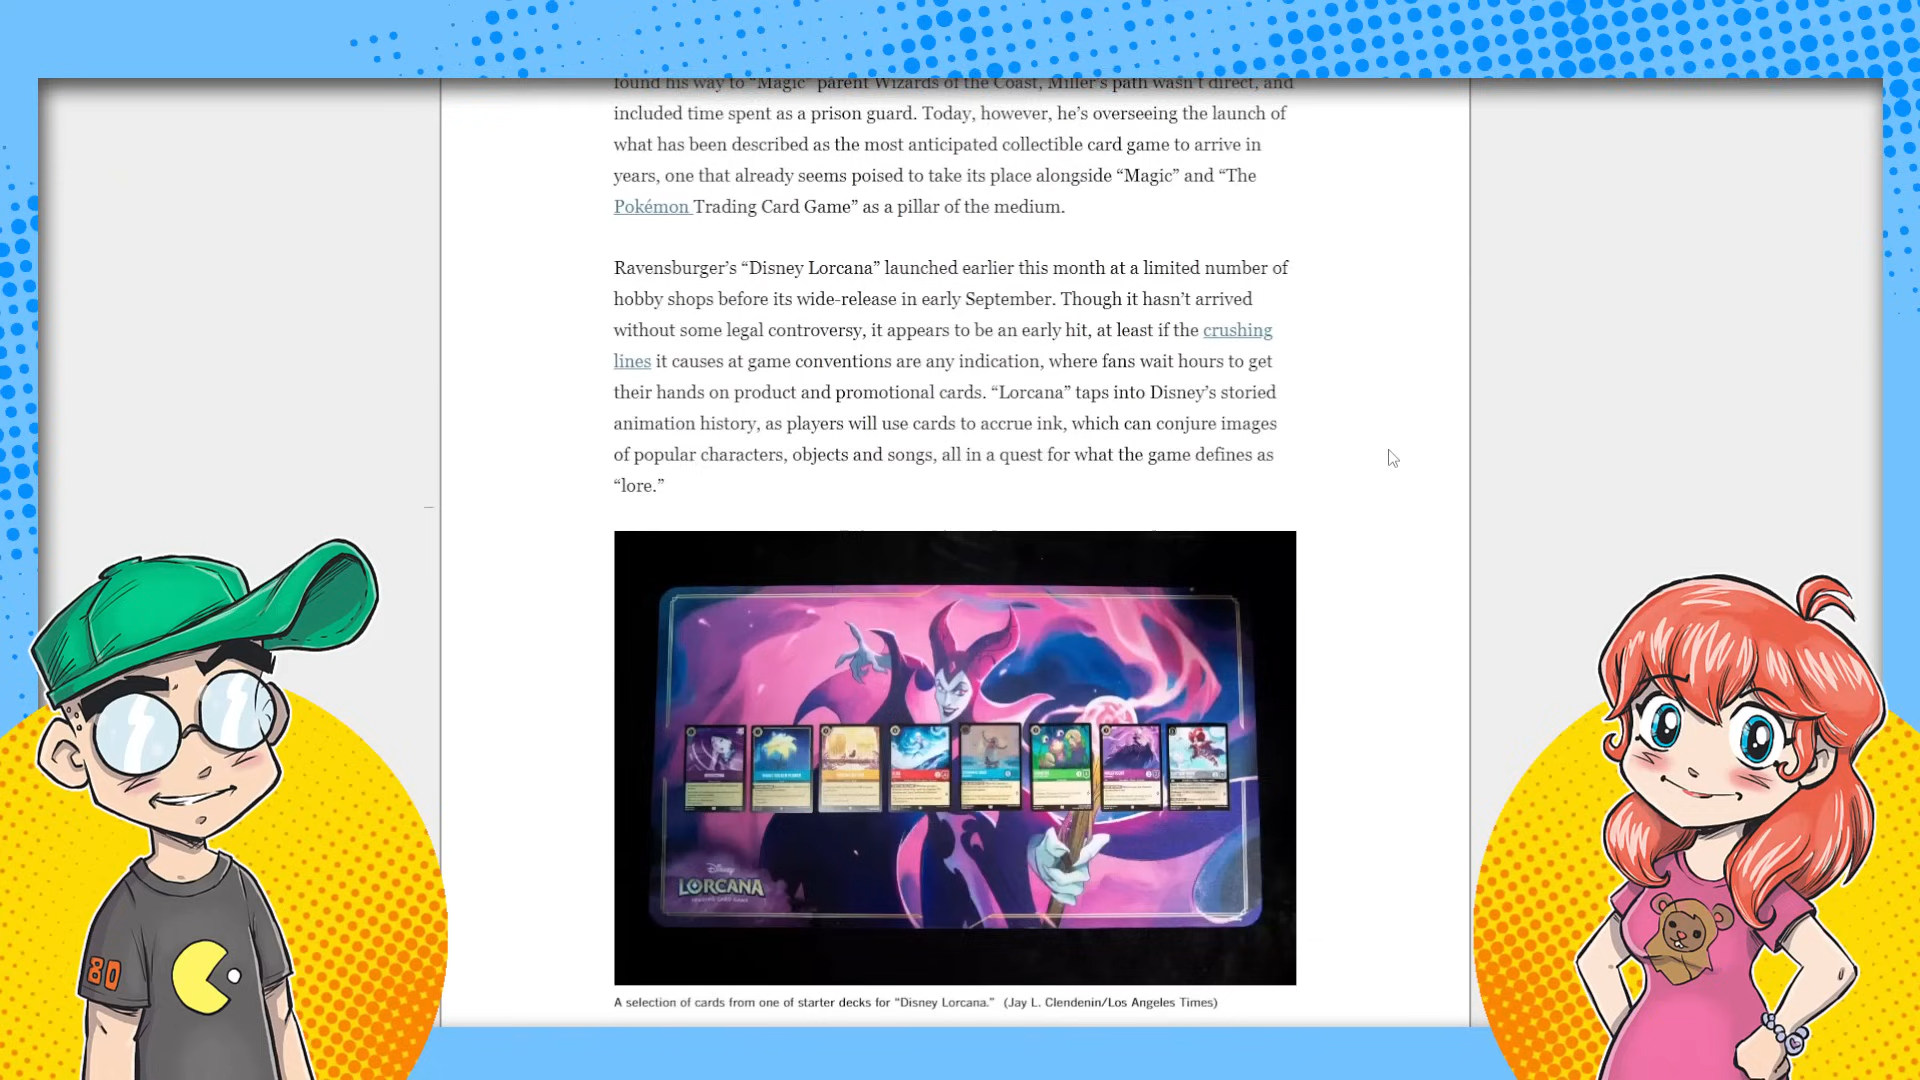 found his way to “Magic” parent Wizards of the Coast, Miller’s path wasn’t direct, and
included time spent as a prison guard. Today, however, he’s overseeing the launch of
what has been described as the most anticipated collectible card game to arrive in
years, one that already seems poised to take its place alongside “Magic” and “The
Pokémon Trading Card Game” as a pillar of the medium.
Ravensburger’s “Disney Lorcana” launched earlier this month at a limited number of
hobby shops before its wide-release in early September. Though it hasn’t arrived
without some legal controversy, it appears to be an early hit, at least if the crushing
lines it causes at game conventions are any indication, where fans wait hours to get
their hands on product and promotional cards. “Lorcana” taps into Disney’s storied
animation history, as players will use cards to accrue ink, which can conjure images
of popular characters, objects and songs, all in a quest for what the game defines as
“lore.”
Disney
LORCANA
80
A selection of cards from one of starter decks for “Disney Lorcana.” (Jay L. Clendenin/Los Angeles Times)